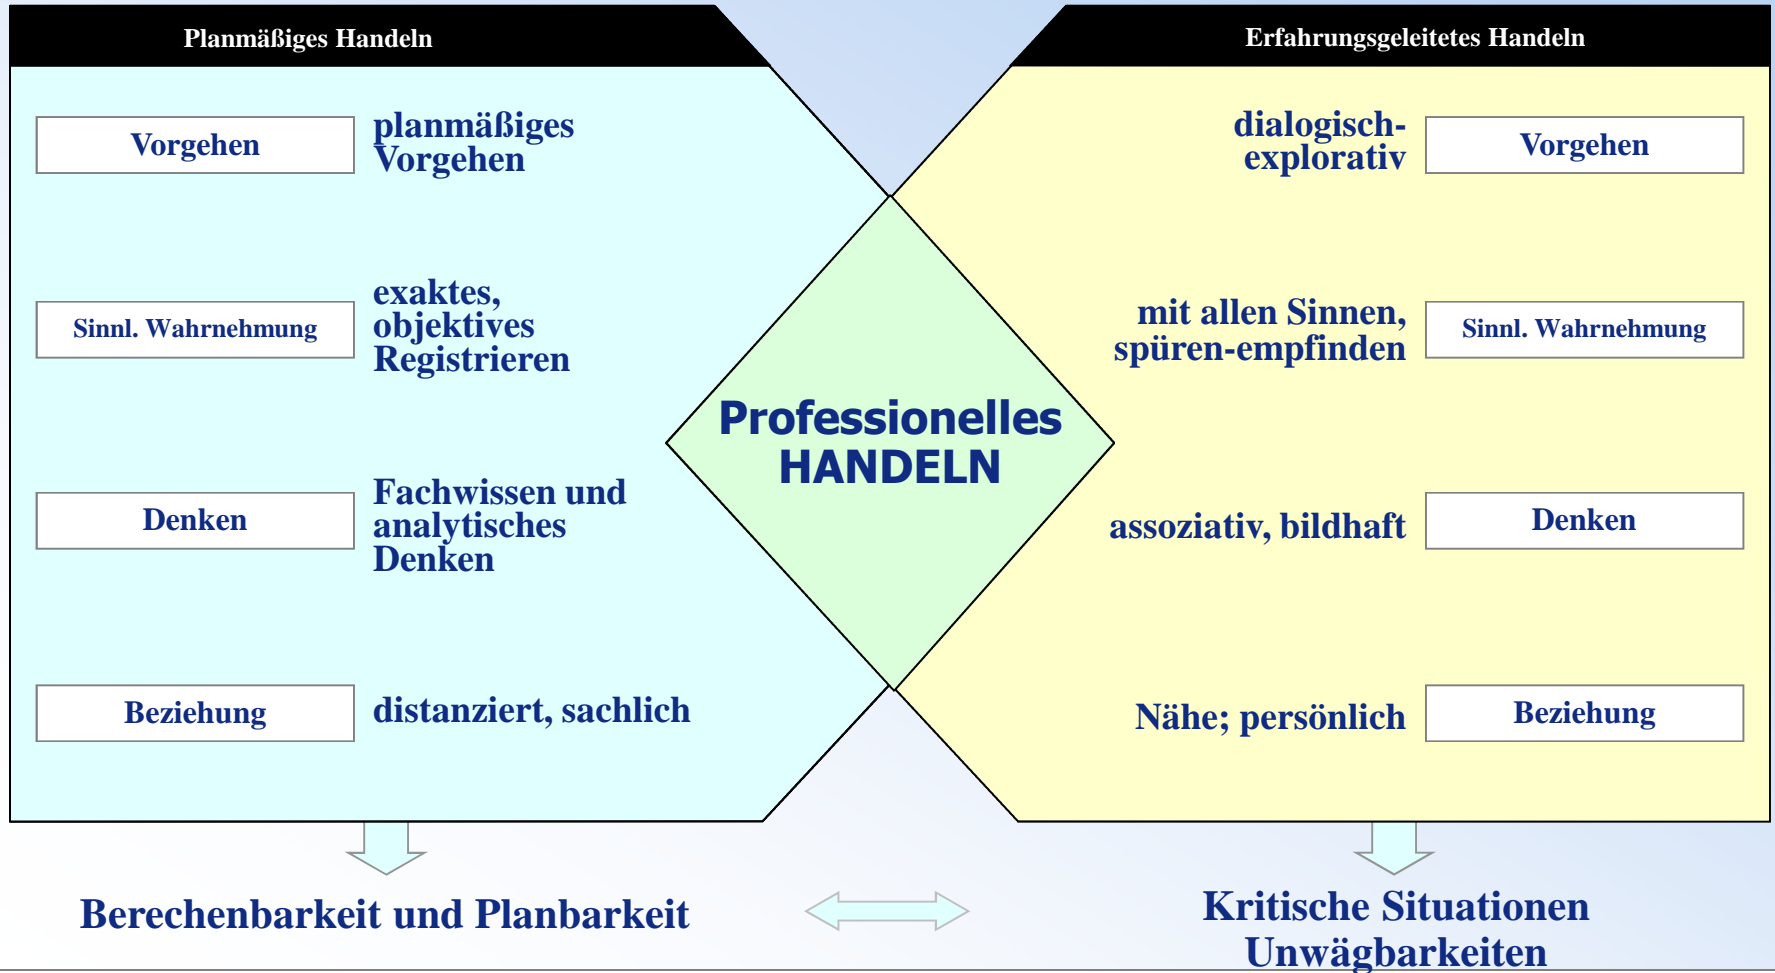 Planmäßiges Handeln
Vorgehen
planmäßiges
Vorgehen
Sinnl. Wahrnehmung
exaktes,
objektives
Registrieren
Denken
Fachwissen und
analytisches
Denken
Beziehung
distanziert, sachlich
Professionelles
HANDELN
Erfahrungsgeleitetes Handeln
dialogisch-
explorativ
Vorgehen
mit allen Sinnen,
spüren-empfinden
Sinnl. Wahrnehmung
assoziativ, bildhaft
Denken
Nähe; persönlich
Beziehung
Berechenbarkeit und Planbarkeit
Kritische Situationen
Unwägbarkeiten